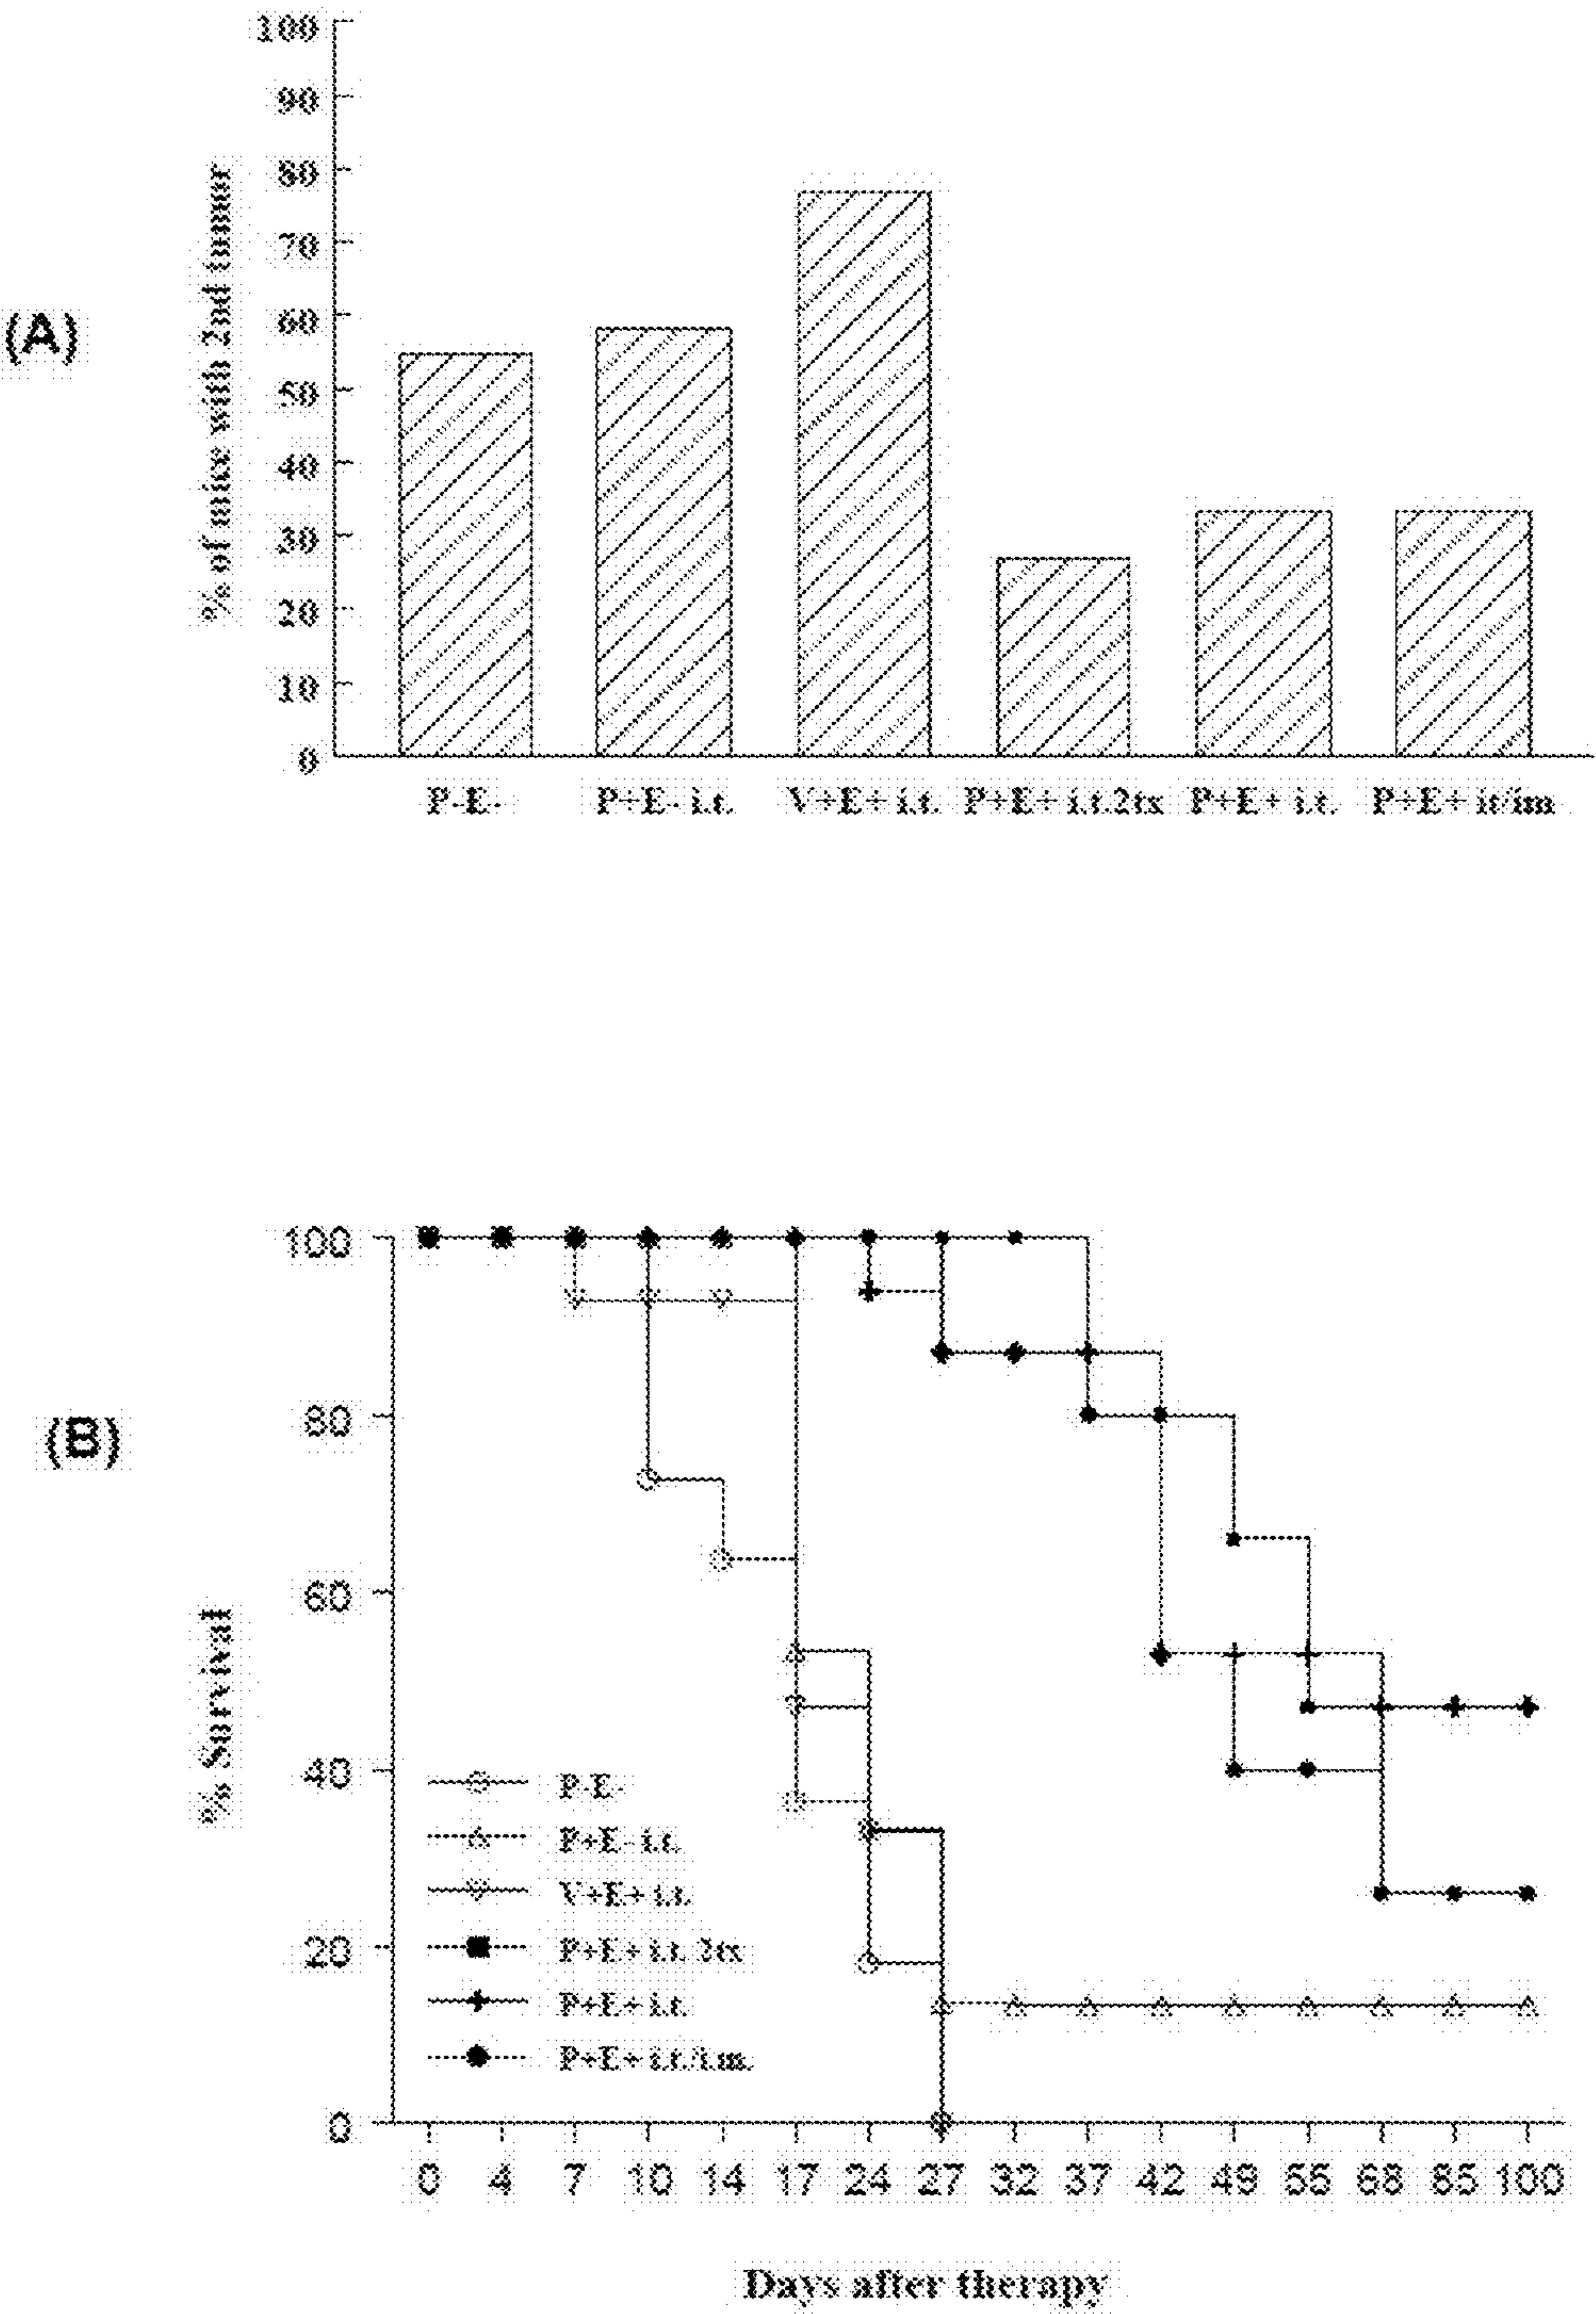 (A)
% of mice with 2nd tumor
100
90
80
70
60
50
40
30
20
10
0
P-E- P+E- i.t. V+E+ i.t. P+E+ i.t.2tx P+E+ i.t. P+E+ it/im
(B)
% Survival
100
80
60
40
20
0
P-E-
P+E- i.t.
V+E+ i.t.
P+E+ i.t. 2tx
P+E+ i.t.
P+E+ i.t./i.m.
0 4 7 10 14 17 24 27 32 37 42 49 55 68 85 100
Days after therapy